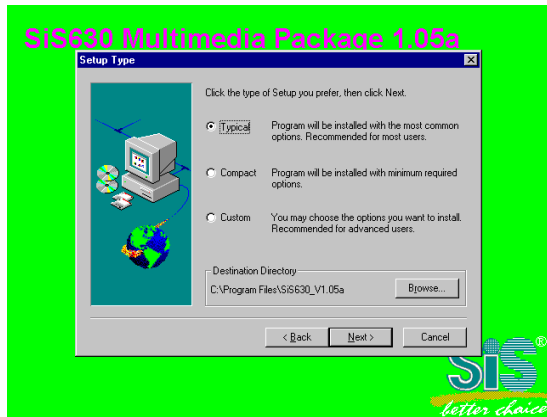 SiS630 Multimedia Package 1.05a
Setup Type
Click the type of Setup you prefer, then click Next.
Typical
Program will be installed with the most common
options. Recommended for most users.
Compact
Program will be installed with minimum required
options.
Custom
You may choose the options you want to install.
Recommended for advanced users.
Destination Directory
C:\Program Files\SiS630_V1.05a
Browse...
< Back
Next >
Cancel
SiS®
better choice